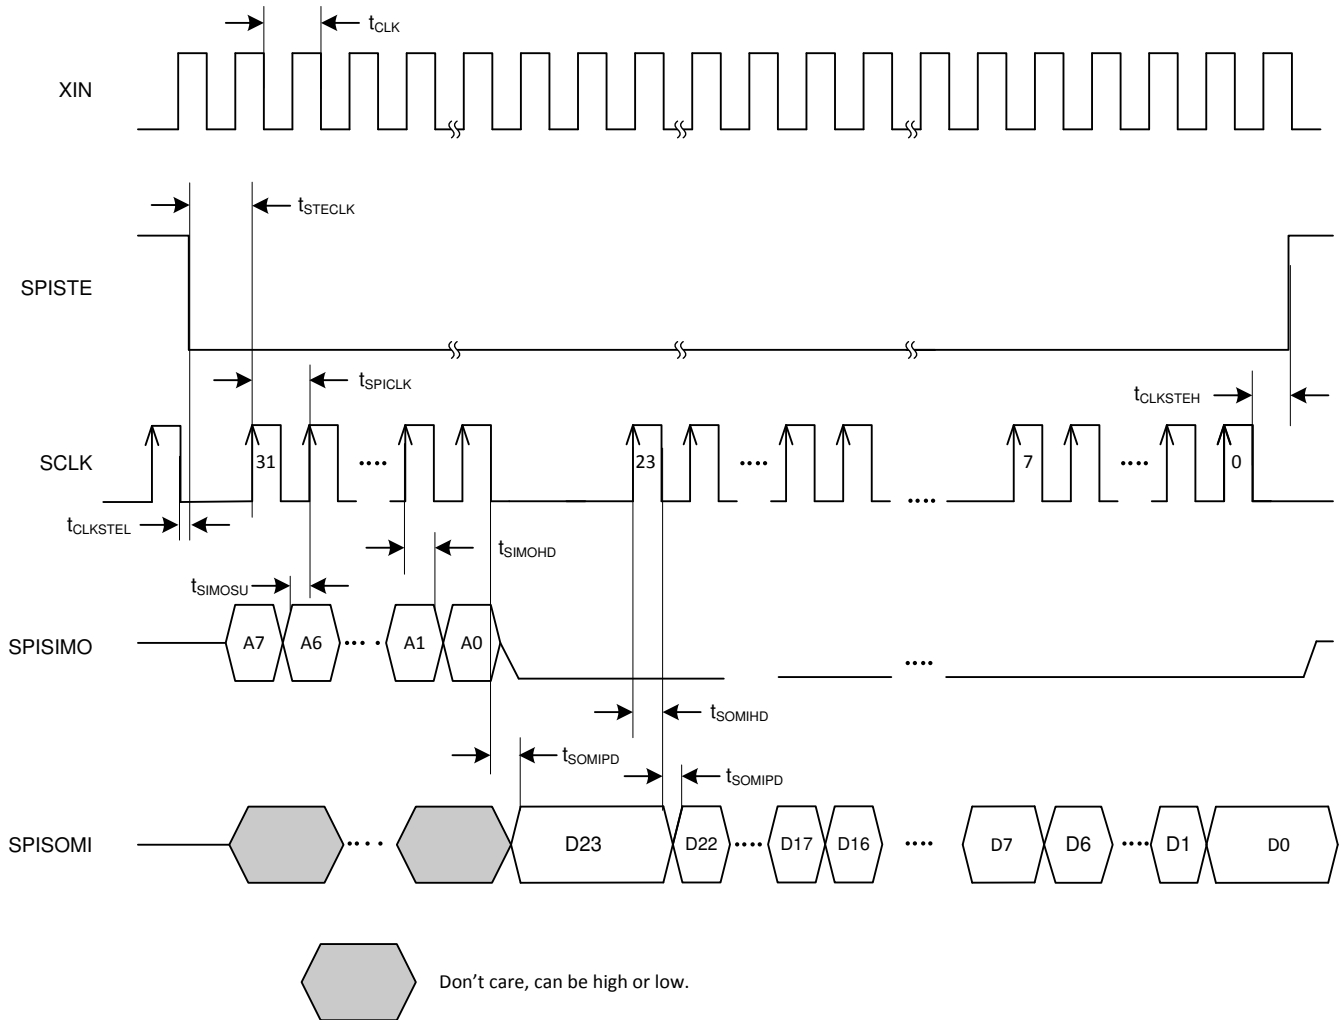 tCLK
XIN
tSTECLK
SPISTE
tSPICLK
tCLKSTEH
SCLK 31 23 7 0
tCLKSTEL
tSIMOHD
tSIMOSU
SPISIMO A7 A6 A1 A0
tSOMIHD
tSOMIPD
tSOMIPD
SPISOMI D23 D22 D17 D16 D7 D6 D1 D0
Don't care, can be high or low.